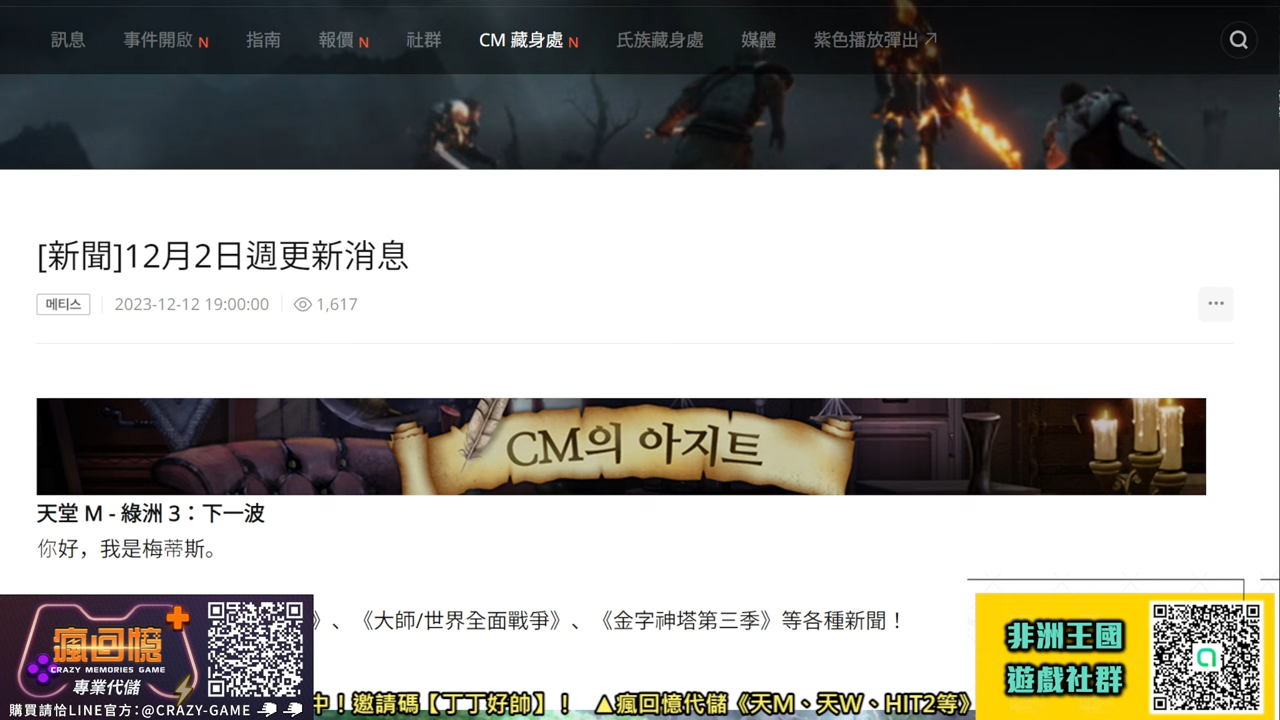 訊息 事件開啟 N 指南 報價 N 社群 CM 藏身處 N 氏族藏身處 媒體 紫色播放彈出
[新聞]12月2日週更新消息
메티스 2023-12-12 19:00:00 1,617
CM의 아지트
天堂 M - 綠洲 3：下一波
你好，我是梅蒂斯。
》、《大師/世界全面戰爭》、《金字神塔第三季》等各種新聞！
瘋回憶
CRAZY MEMORIES GAME
專業代儲
購買請佸LINE官方:@CRAZY-GAME
中！邀請碼【丁丁好帥】！ ▲瘋回憶代儲《天M、天W、HIT2等》
非洲王國
遊戲社群